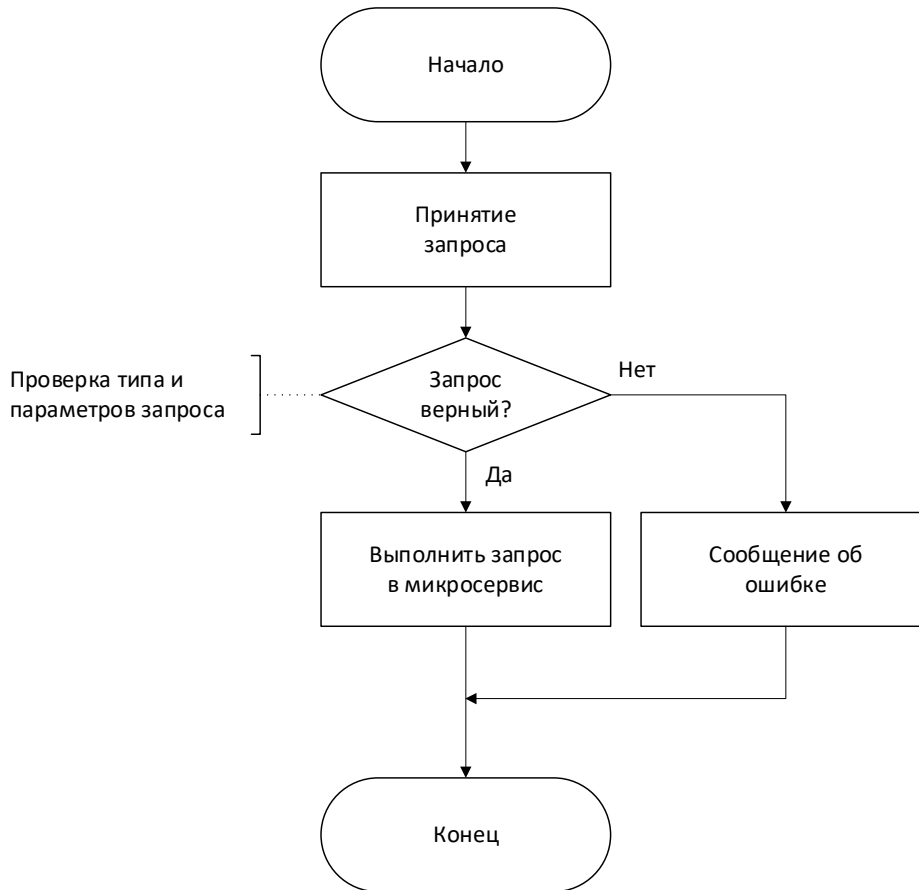 Начало
Принятие
запроса
Проверка типа и
параметров запроса
Запрос
верный?
Нет
Да
Выполнить запрос
в микросервис
Сообщение об
ошибке
Конец